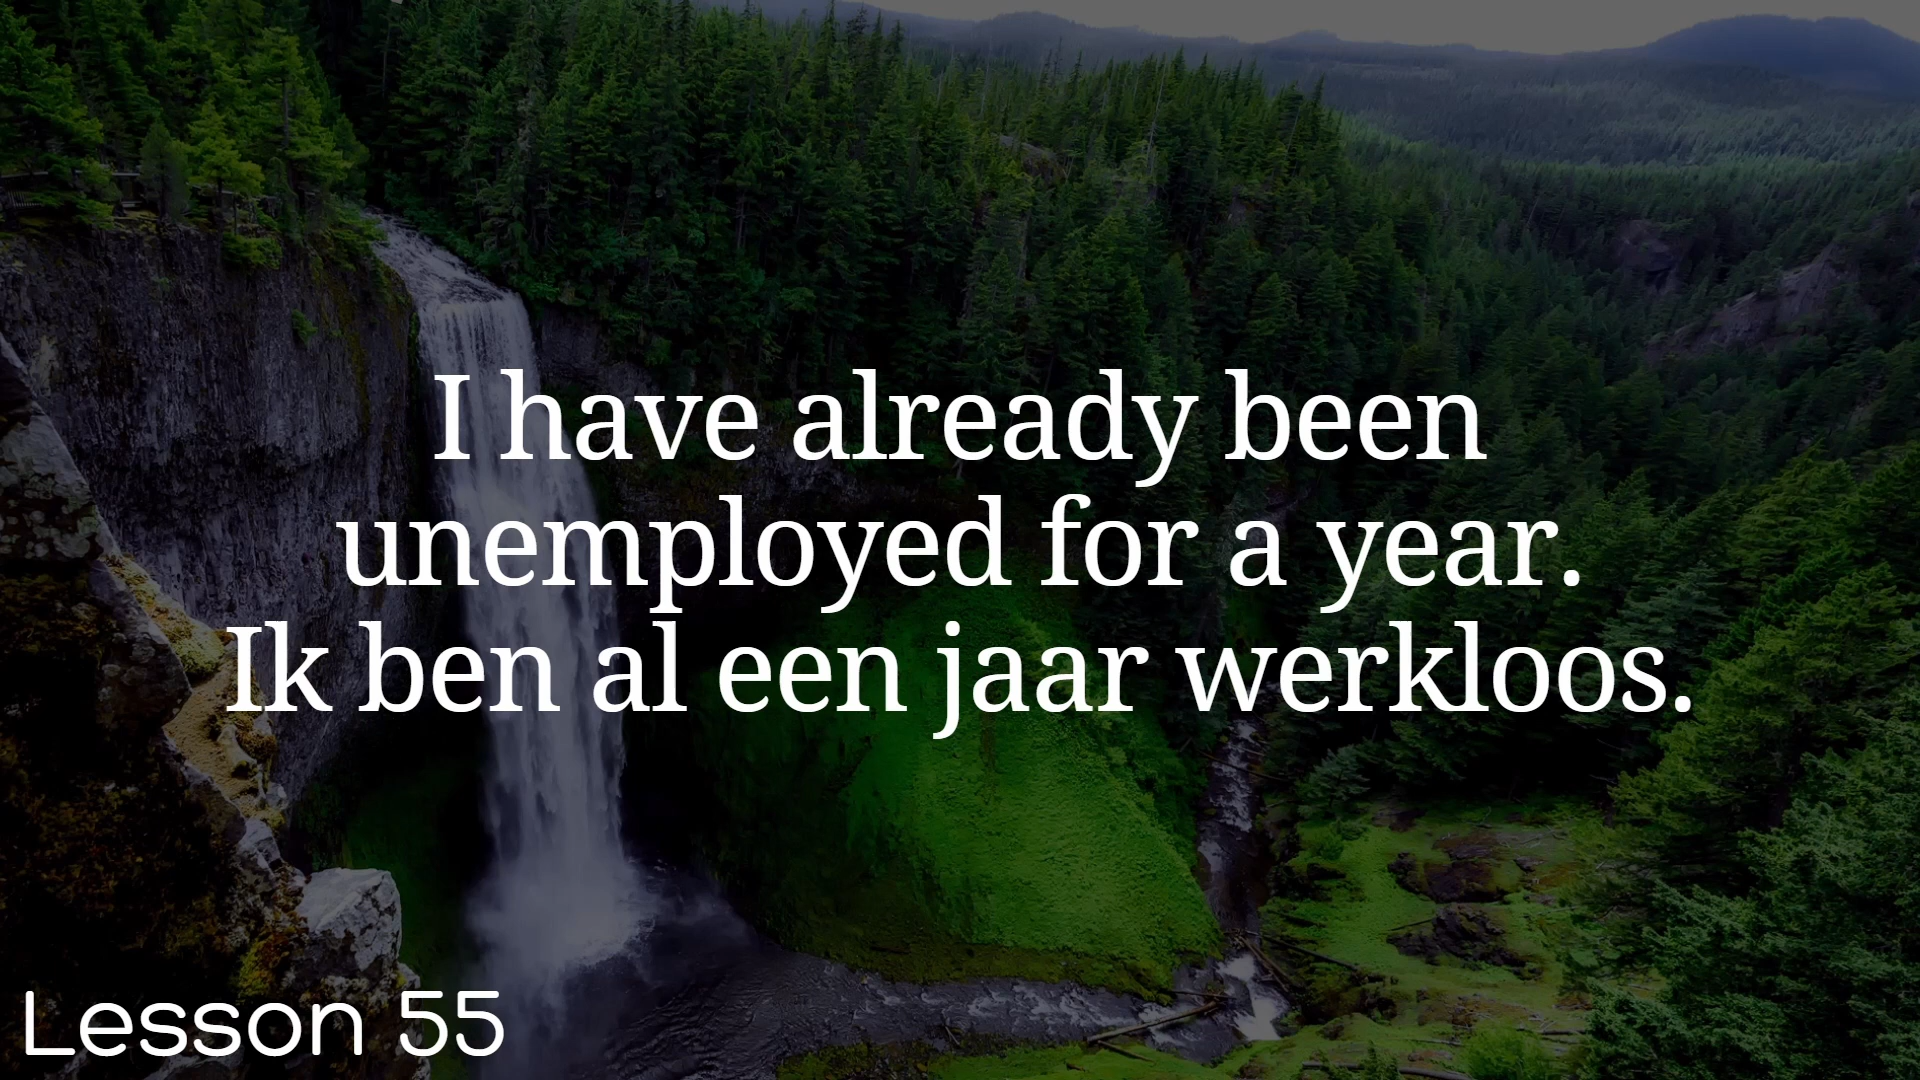 I have already been
unemployed for a year.
Ik ben al een jaar werkloos.
Lesson 55